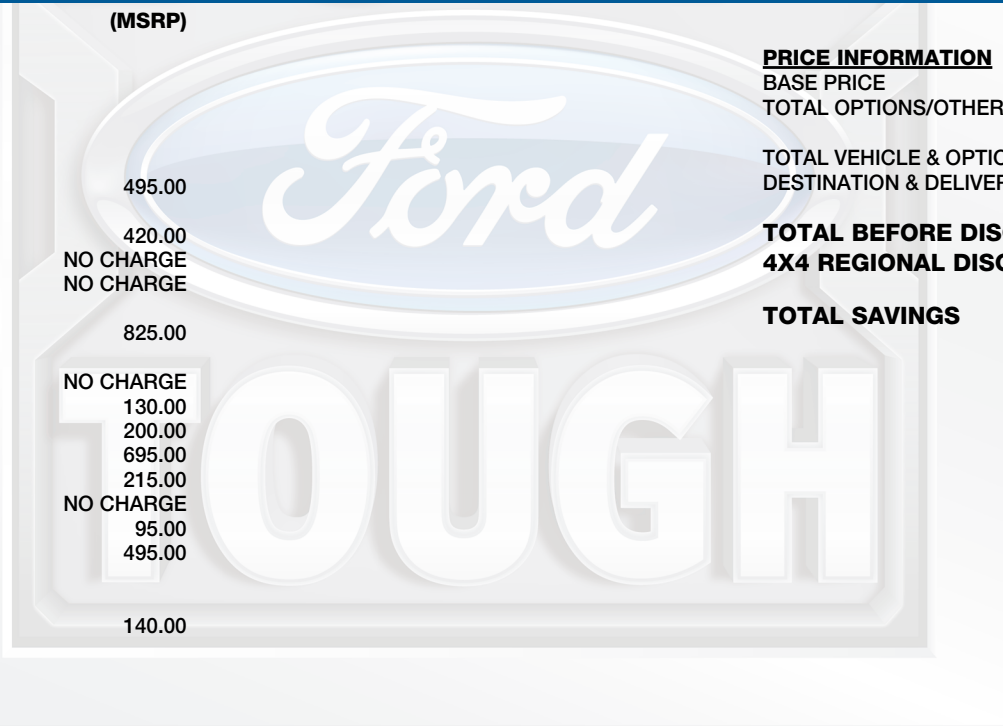 (MSRP)
495.00
420.00
NO CHARGE
NO CHARGE
825.00
NO CHARGE
130.00
200.00
695.00
215.00
NO CHARGE
95.00
495.00
140.00
PRICE INFORMATION
BASE PRICE
TOTAL OPTIONS/OTHER
TOTAL VEHICLE & OPTIO
DESTINATION & DELIVER
TOTAL BEFORE DISC
4X4 REGIONAL DISC
TOTAL SAVINGS
Ford
TOUGH